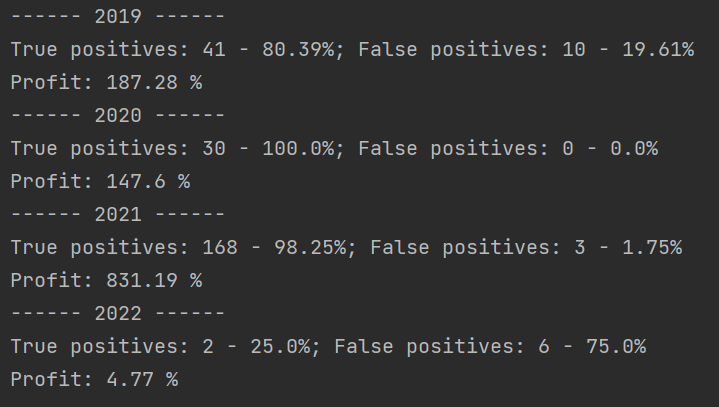 ------ 2019 ------
True positives: 41 - 80.39%; False positives: 10 - 19.61%
Profit: 187.28 %
------ 2020 ------
True positives: 30 - 100.0%; False positives: 0 - 0.0%
Profit: 147.6 %
------ 2021 ------
True positives: 168 - 98.25%; False positives: 3 - 1.75%
Profit: 831.19 %
------ 2022 ------
True positives: 2 - 25.0%; False positives: 6 - 75.0%
Profit: 4.77 %